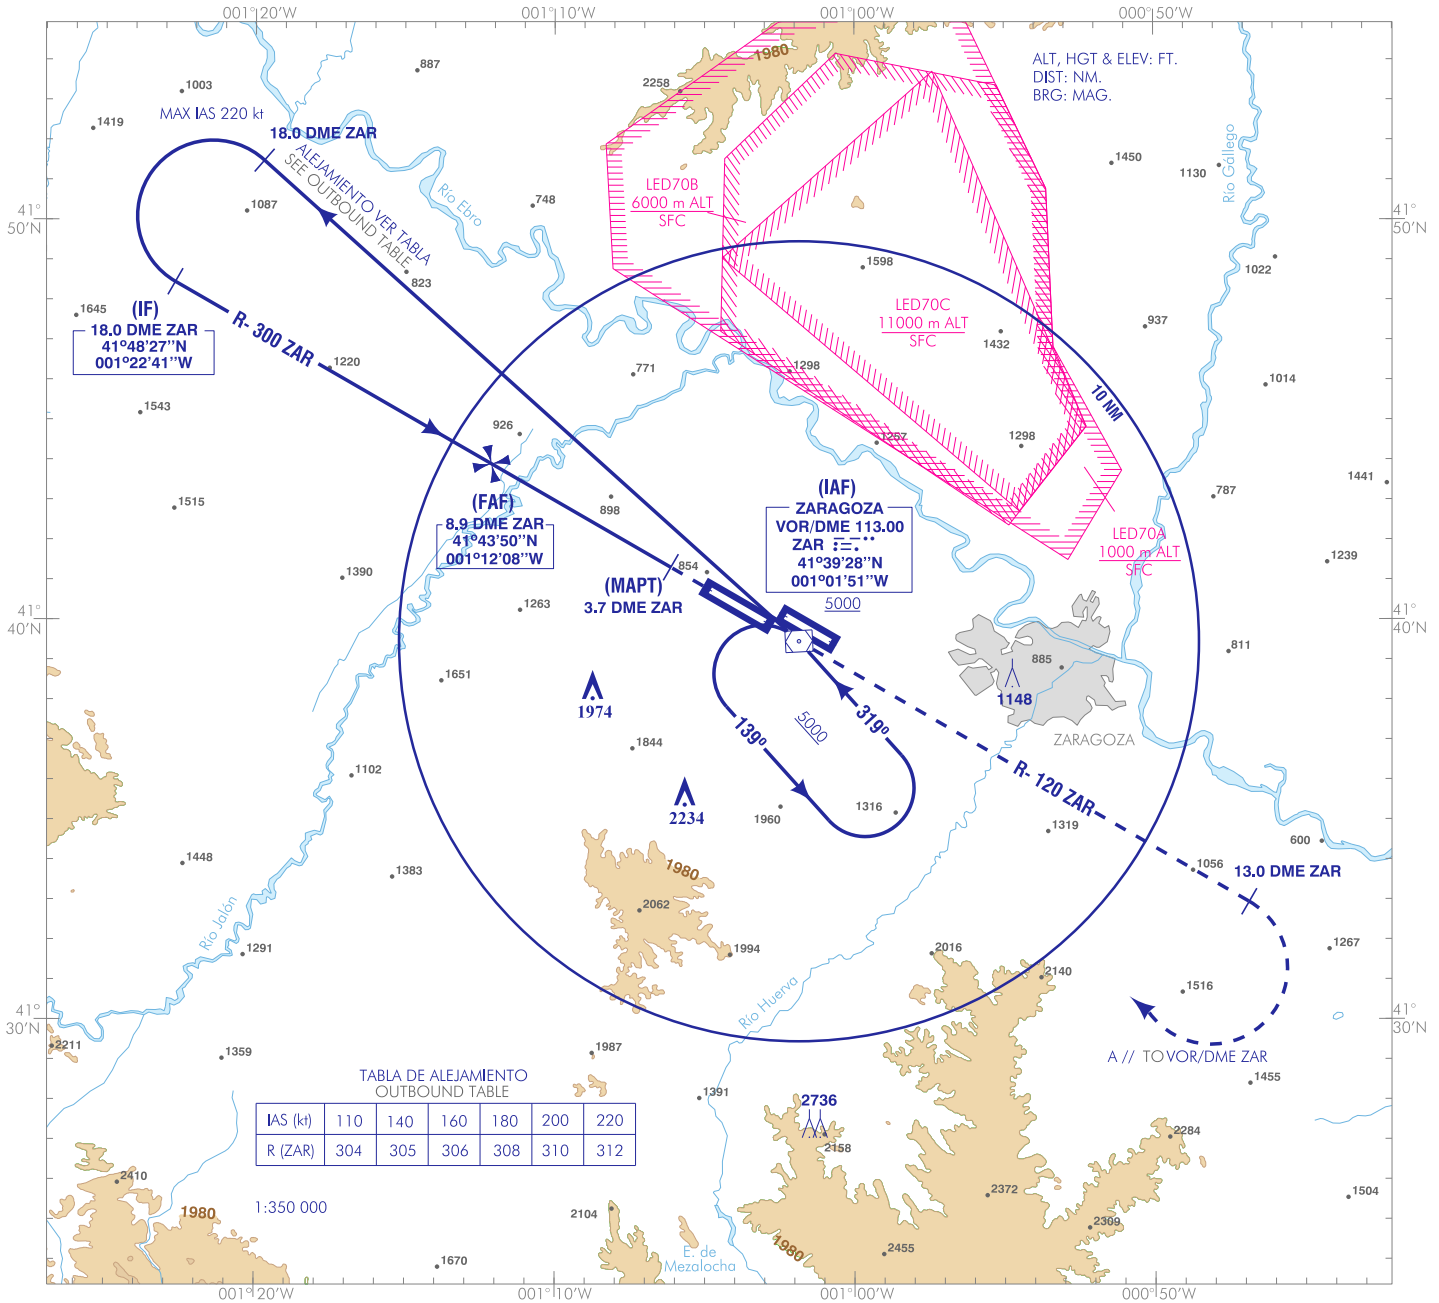 001°20'W
001°10'W
001°00'W
000°50'W
ALT, HGT & ELEV: FT.
DIST: NM.
BRG: MAG.
1980
887
1003
2258
MAX IAS 220 kt
1419
18.0 DME ZAR
ALEJAMIENTO VER TABLA
SEE OUTBOUND TABLE
Río Ebro
Río Gállego
1450
1130
LED70B
6000 m ALT
SFC
1087
748
41°
50'N
41°
50'N
1598
1022
823
(IF)
18.0 DME ZAR
41°48'27''N
001°22'41''W
1645
R- 300 ZAR
LED70C
11000 m ALT
SFC
1432
937
1220
771
1298
1014
10 NM
1543
926
1257
1298
1441
(FAF)
8.9 DME ZAR
41°43'50''N
001°12'08''W
1515
898
(IAF)
ZARAGOZA
VOR/DME 113.00
ZAR
41°39'28''N
001°01'51''W
5000
787
LED70A
1000 m ALT
SFC
1239
854
(MAPT)
3.7 DME ZAR
1390
1263
41°
40'N
41°
40'N
811
885
1148
ZARAGOZA
1651
1974
139º
5000
319º
1844
R- 120 ZAR
1102
2234
1960
1316
1319
600
1448
1383
1980
1056
13.0 DME ZAR
2062
Río Jalón
1291
1994
2016
2140
1267
1516
Río Huerva
41°
30'N
41°
30'N
2211
1359
1987
A // TO VOR/DME ZAR
1455
TABLA DE ALEJAMIENTO
OUTBOUND TABLE
IAS (kt) 110 140 160 180 200 220
R (ZAR) 304 305 306 308 310 312
1391
2736
2158
2284
2410
2372
1504
1:350 000
1980
2104
2309
1980
2455
1670
E. de
Mezalocha
001°20'W
001°10'W
001°00'W
000°50'W